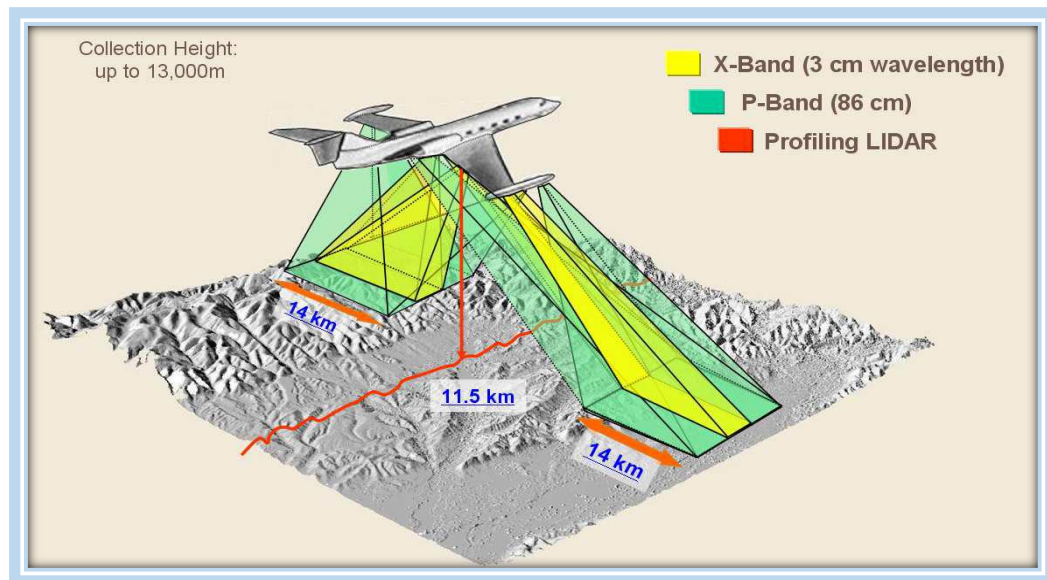 Collection Height:
up to 13,000m
X-Band (3 cm wavelength)
P-Band (86 cm)
Profiling LIDAR
14 km
11.5 km
14 km